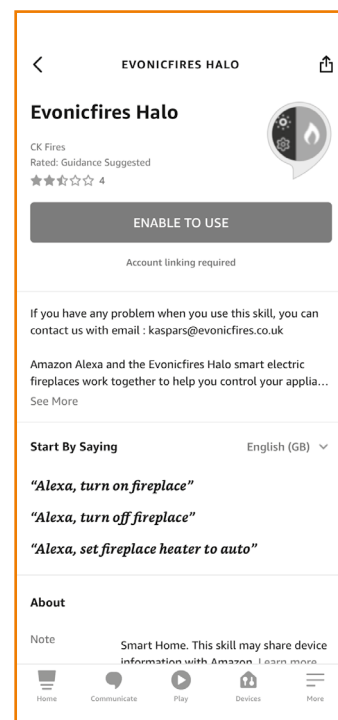 EVONICFIRES HALO
Evonicfires Halo
CK Fires
Rated: Guidance Suggested
4
ENABLE TO USE
Account linking required
If you have any problem when you use this skill, you can
contact us with email : kaspars@evonicfires.co.uk
Amazon Alexa and the Evonicfires Halo smart electric
fireplaces work together to help you control your applia...
See More
Start By Saying English (GB)
“Alexa, turn on fireplace”
“Alexa, turn off fireplace”
“Alexa, set fireplace heater to auto”
About
Note Smart Home. This skill may share device
information with Amazon. Learn more
Home Communicate Play Devices More